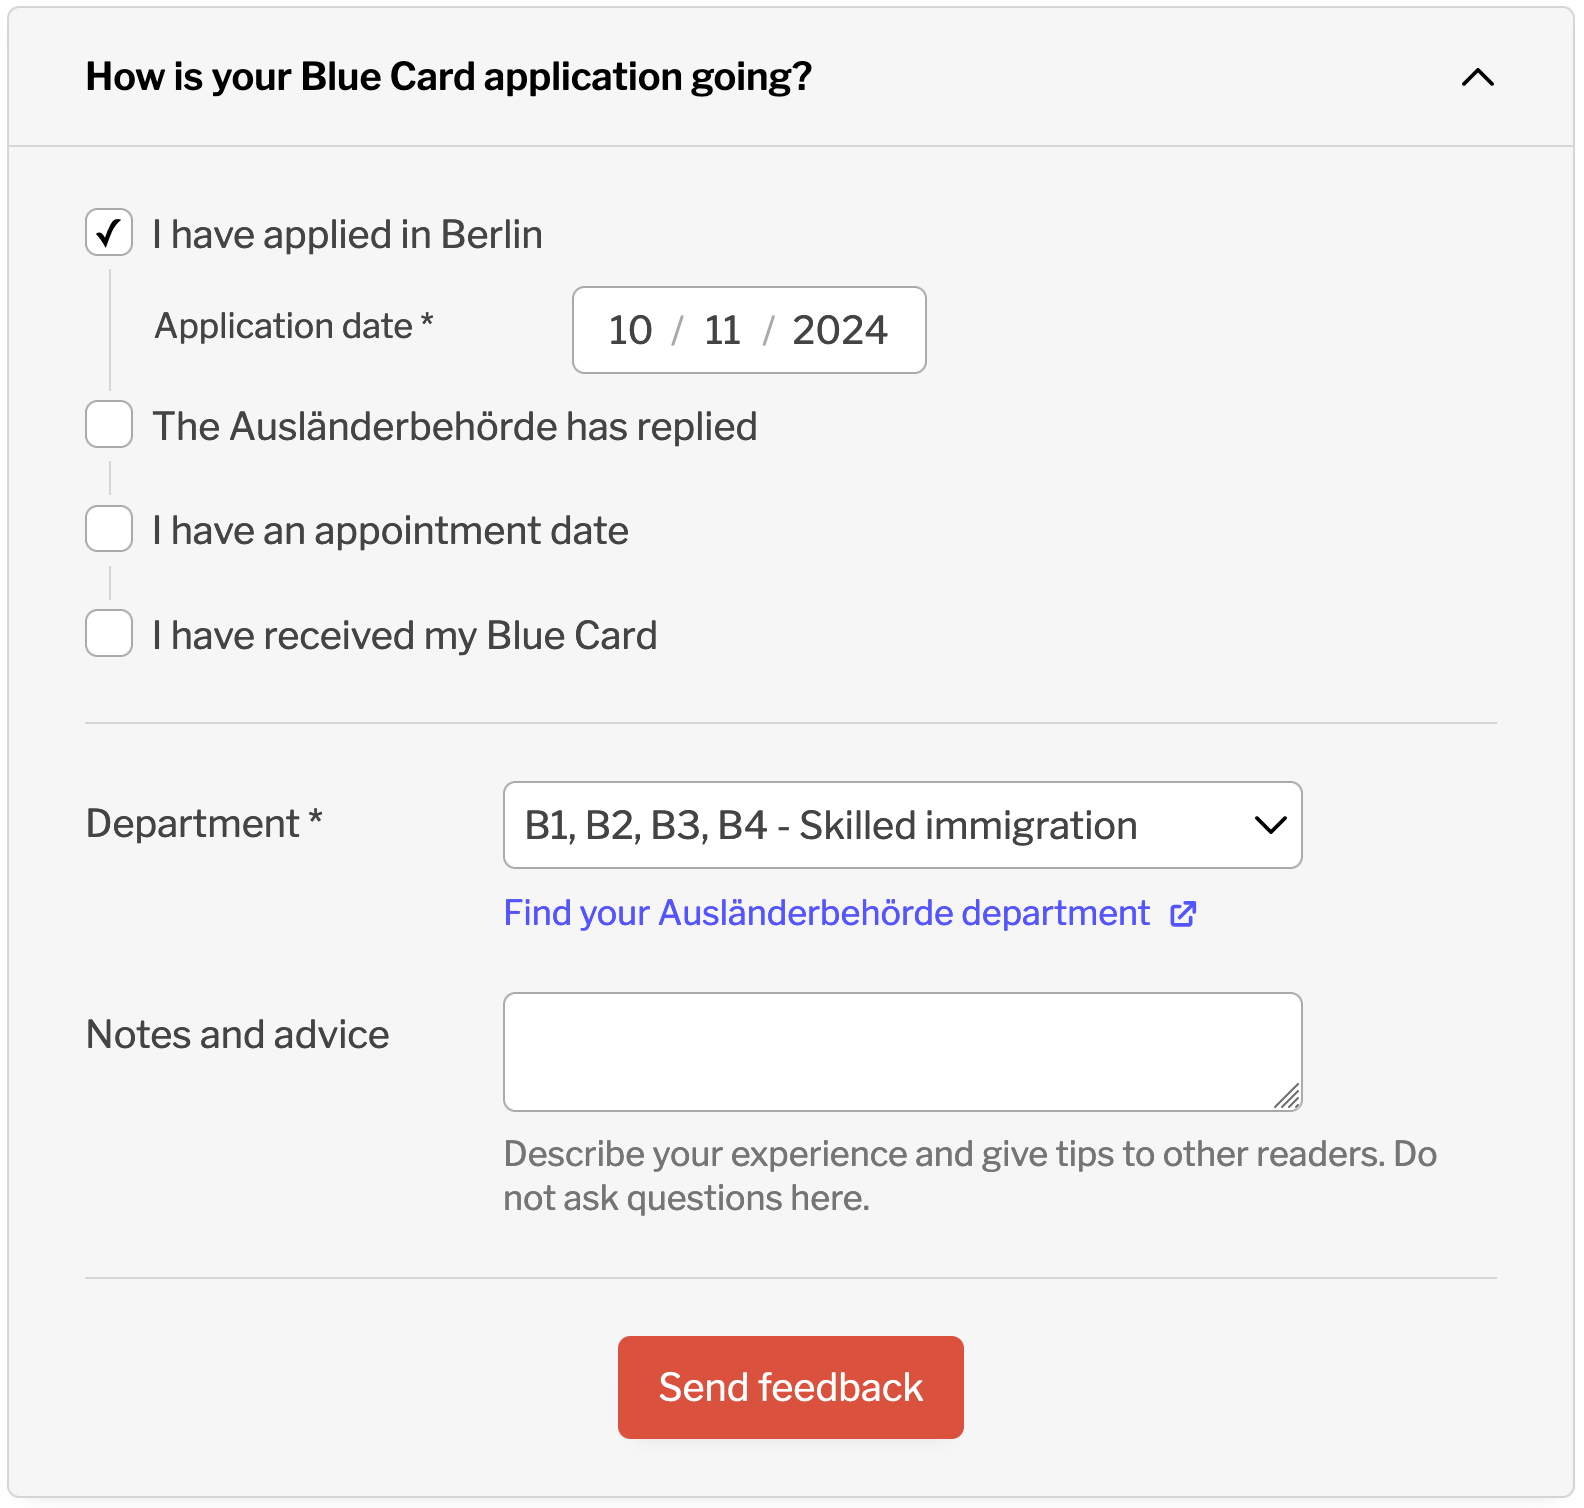 How is your Blue Card application going?
I have applied in Berlin
Application date *
10 / 11 / 2024
The Ausländerbehörde has replied
I have an appointment date
I have received my Blue Card
Department *
B1, B2, B3, B4 - Skilled immigration
Find your Ausländerbehörde department
Notes and advice
Describe your experience and give tips to other readers. Do
not ask questions here.
Send feedback